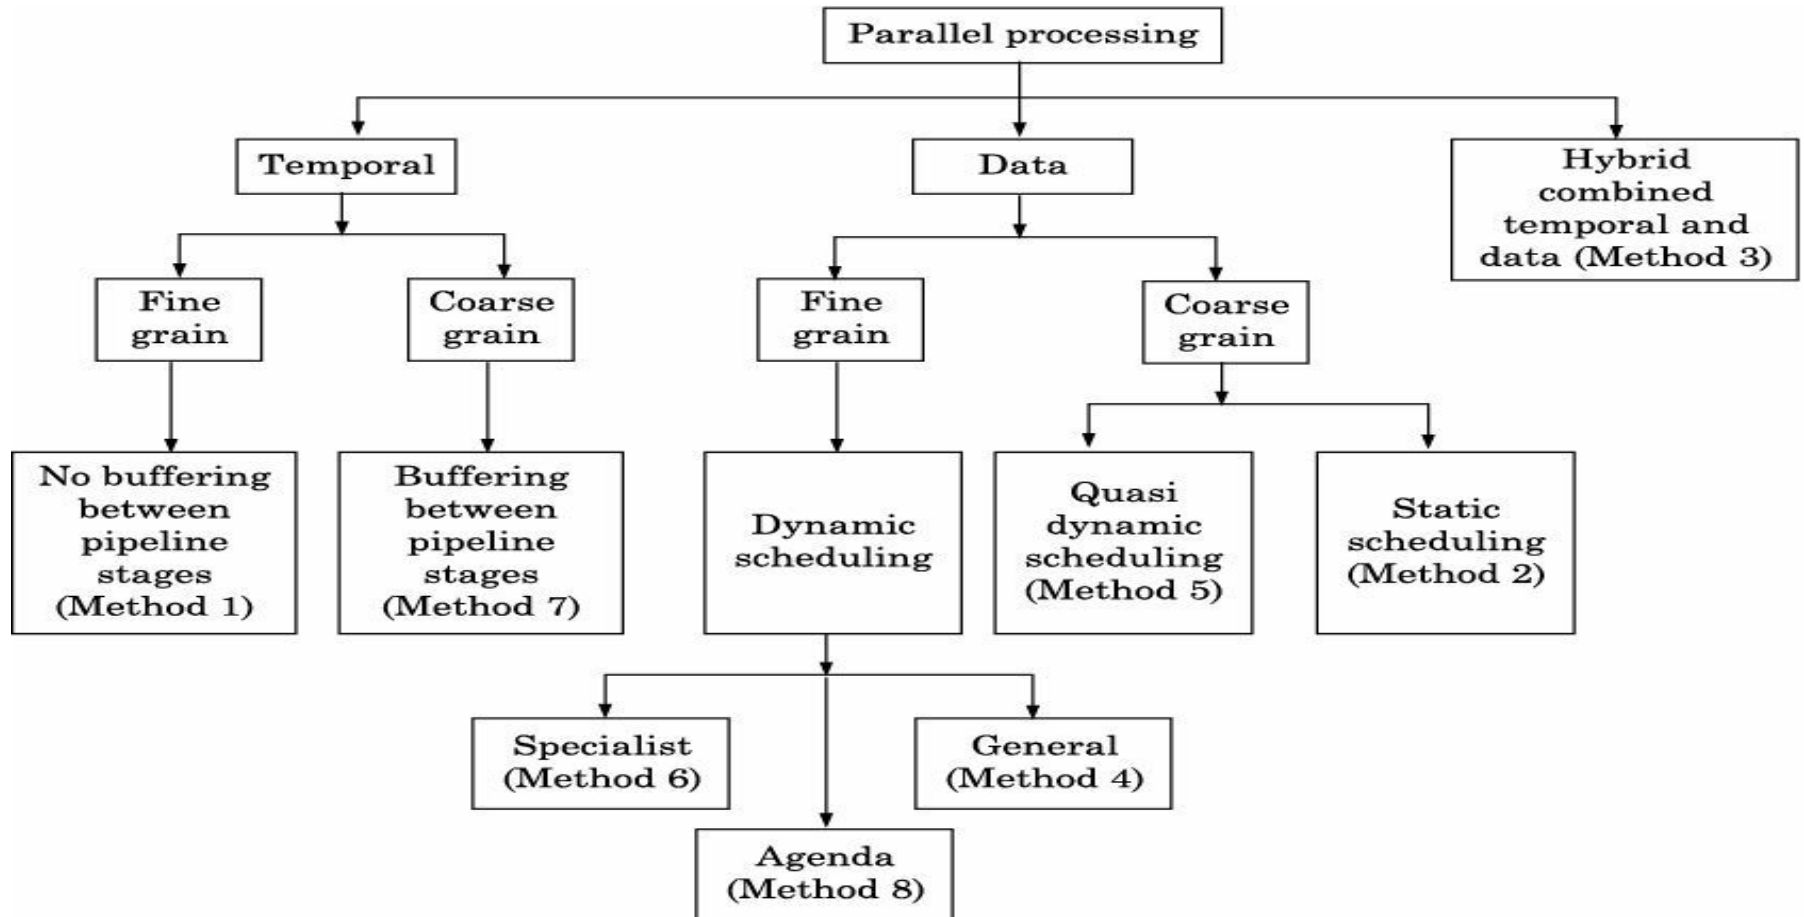 Parallel processing
Temporal
Data
Hybrid
combined
temporal and
data (Method 3)
Fine
grain
Coarse
grain
Fine
grain
Coarse
grain
No buffering
between
pipeline
stages
(Method 1)
Buffering
between
pipeline
stages
(Method 7)
Dynamic
scheduling
Quasi
dynamic
scheduling
(Method 5)
Static
scheduling
(Method 2)
Specialist
(Method 6)
General
(Method 4)
Agenda
(Method 8)